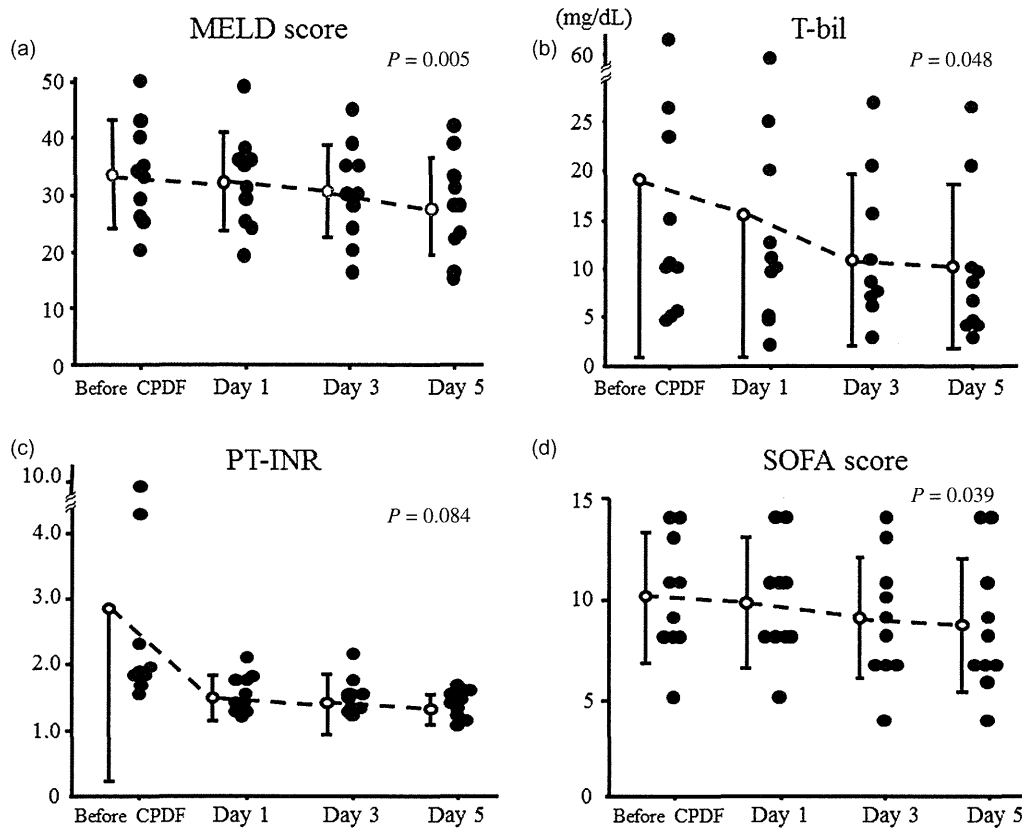 MELD score
(a)
P = 0.005
50
40
30
20
10
0
Before CPDF Day 1 Day 3 Day 5
(mg/dL)
T-bil
(b)
P = 0.048
60
25
20
15
10
5
0
Before CPDF Day 1 Day 3 Day 5
(c)
PT-INR
10.0
P = 0.084
4.0
3.0
2.0
1.0
0
Before CPDF Day 1 Day 3 Day 5
(d)
SOFA score
P = 0.039
15
10
5
0
Before CPDF Day 1 Day 3 Day 5